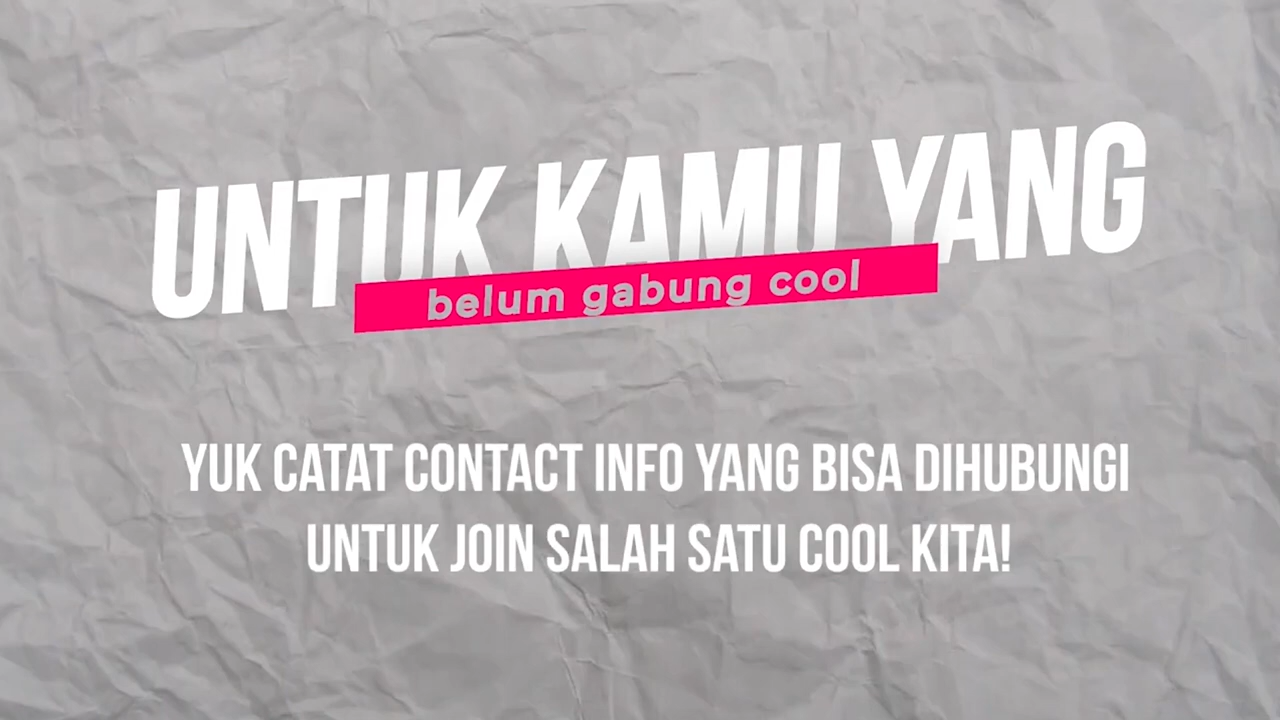 UNTUK KAMU YANG
belum gabung cool
YUK CATAT CONTACT INFO YANG BISA DIHUBUNGI
UNTUK JOIN SALAH SATU COOL KITA!